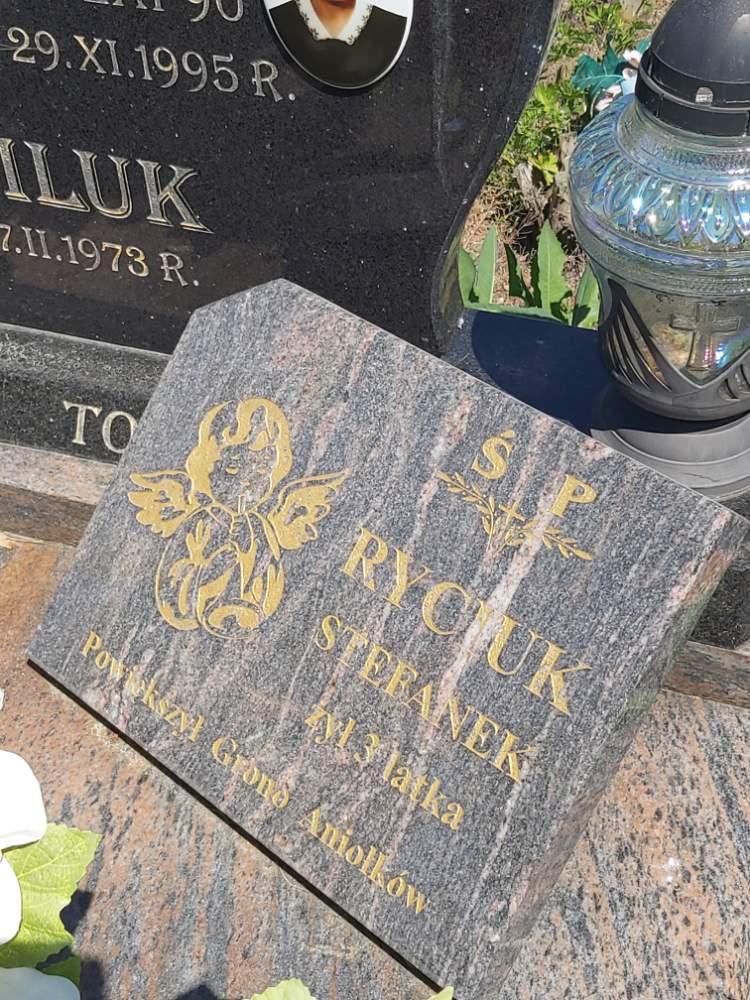 29.XI.1995 R.
ILUK
7.II.1973 R.
TO
Ś P
RYCIUK
STEFANEK
żył 3 latka
Powiększył Grono Aniołków